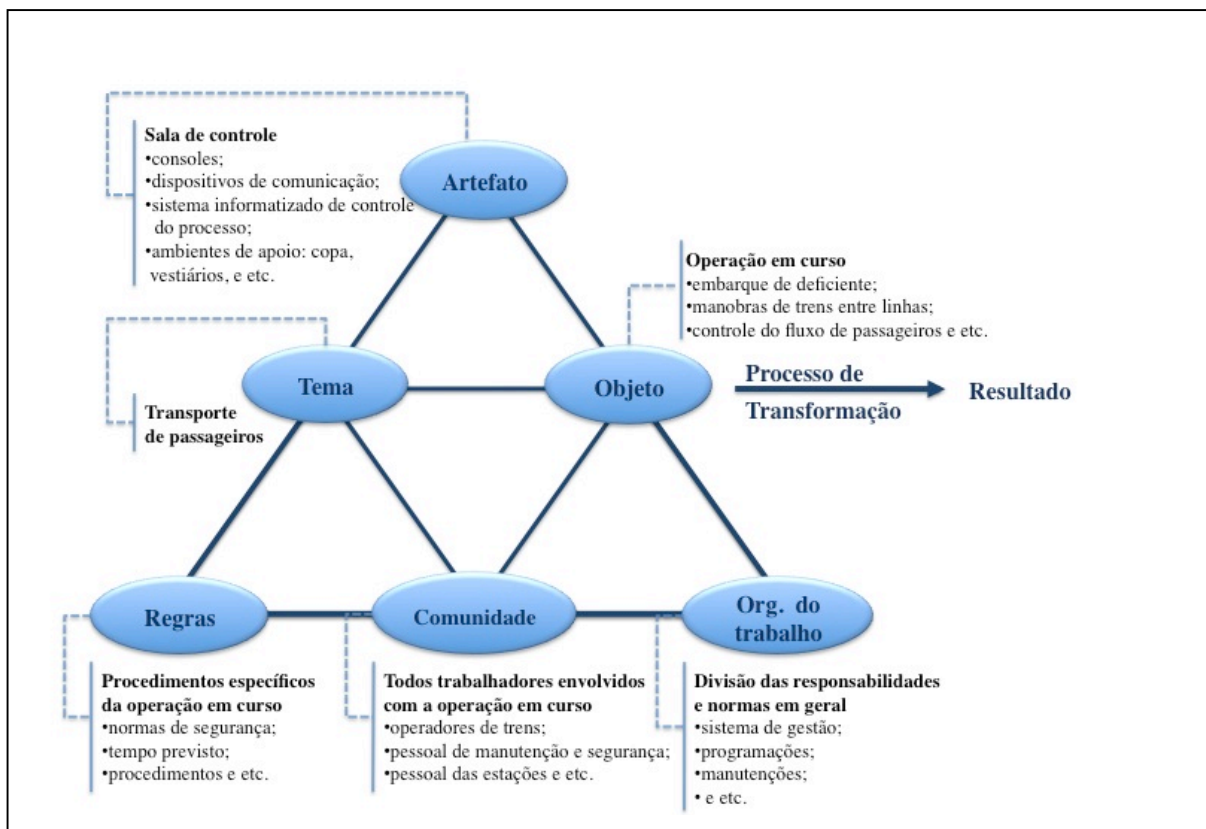 Sala de controle
•consoles;
•dispositivos de comunicação;
•sistema informatizado de controle
do processo;
•ambientes de apoio: copa,
vestiários, e etc.
Artefato
Operação em curso
•embarque de deficiente;
•manobras de trens entre linhas;
•controle do fluxo de passageiros e etc.
Tema
Objeto
Processo de
Transformação
Resultado
Transporte
de passageiros
Regras
Comunidade
Org. do
trabalho
Procedimentos específicos
da operação em curso
•normas de segurança;
•tempo previsto;
•procedimentos e etc.
Todos trabalhadores envolvidos
com a operação em curso
•operadores de trens;
•pessoal de manutenção e segurança;
•pessoal das estações e etc.
Divisão das responsabilidades
e normas em geral
•sistema de gestão;
•programações;
•manutenções;
• e etc.